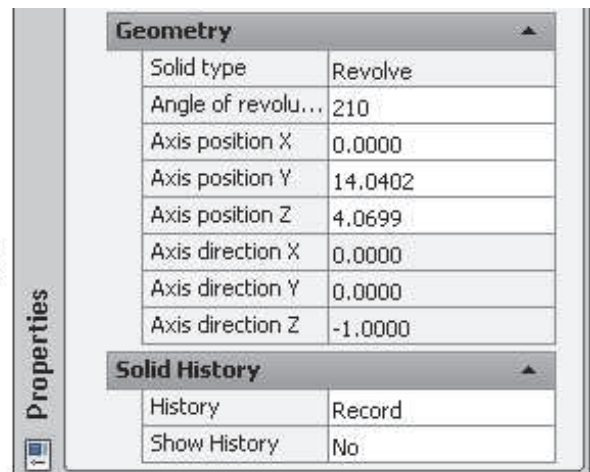 Geometry
Solid type Revolve
Angle of revolu... 210
Axis position X 0.0000
Axis position Y 14.0402
Axis position Z 4.0699
Axis direction X 0.0000
Axis direction Y 0.0000
Axis direction Z -1.0000
Solid History
History Record
Show History No
Properties